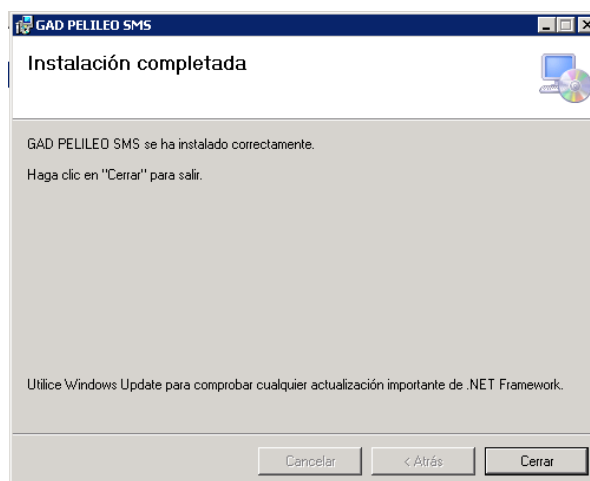 GAD PELILEO SMS
Instalación completada
GAD PELILEO SMS se ha instalado correctamente.
Haga clic en "Cerrar" para salir.
Utilice Windows Update para comprobar cualquier actualización importante de .NET Framework.
Cancelar
< Atrás
Cerrar